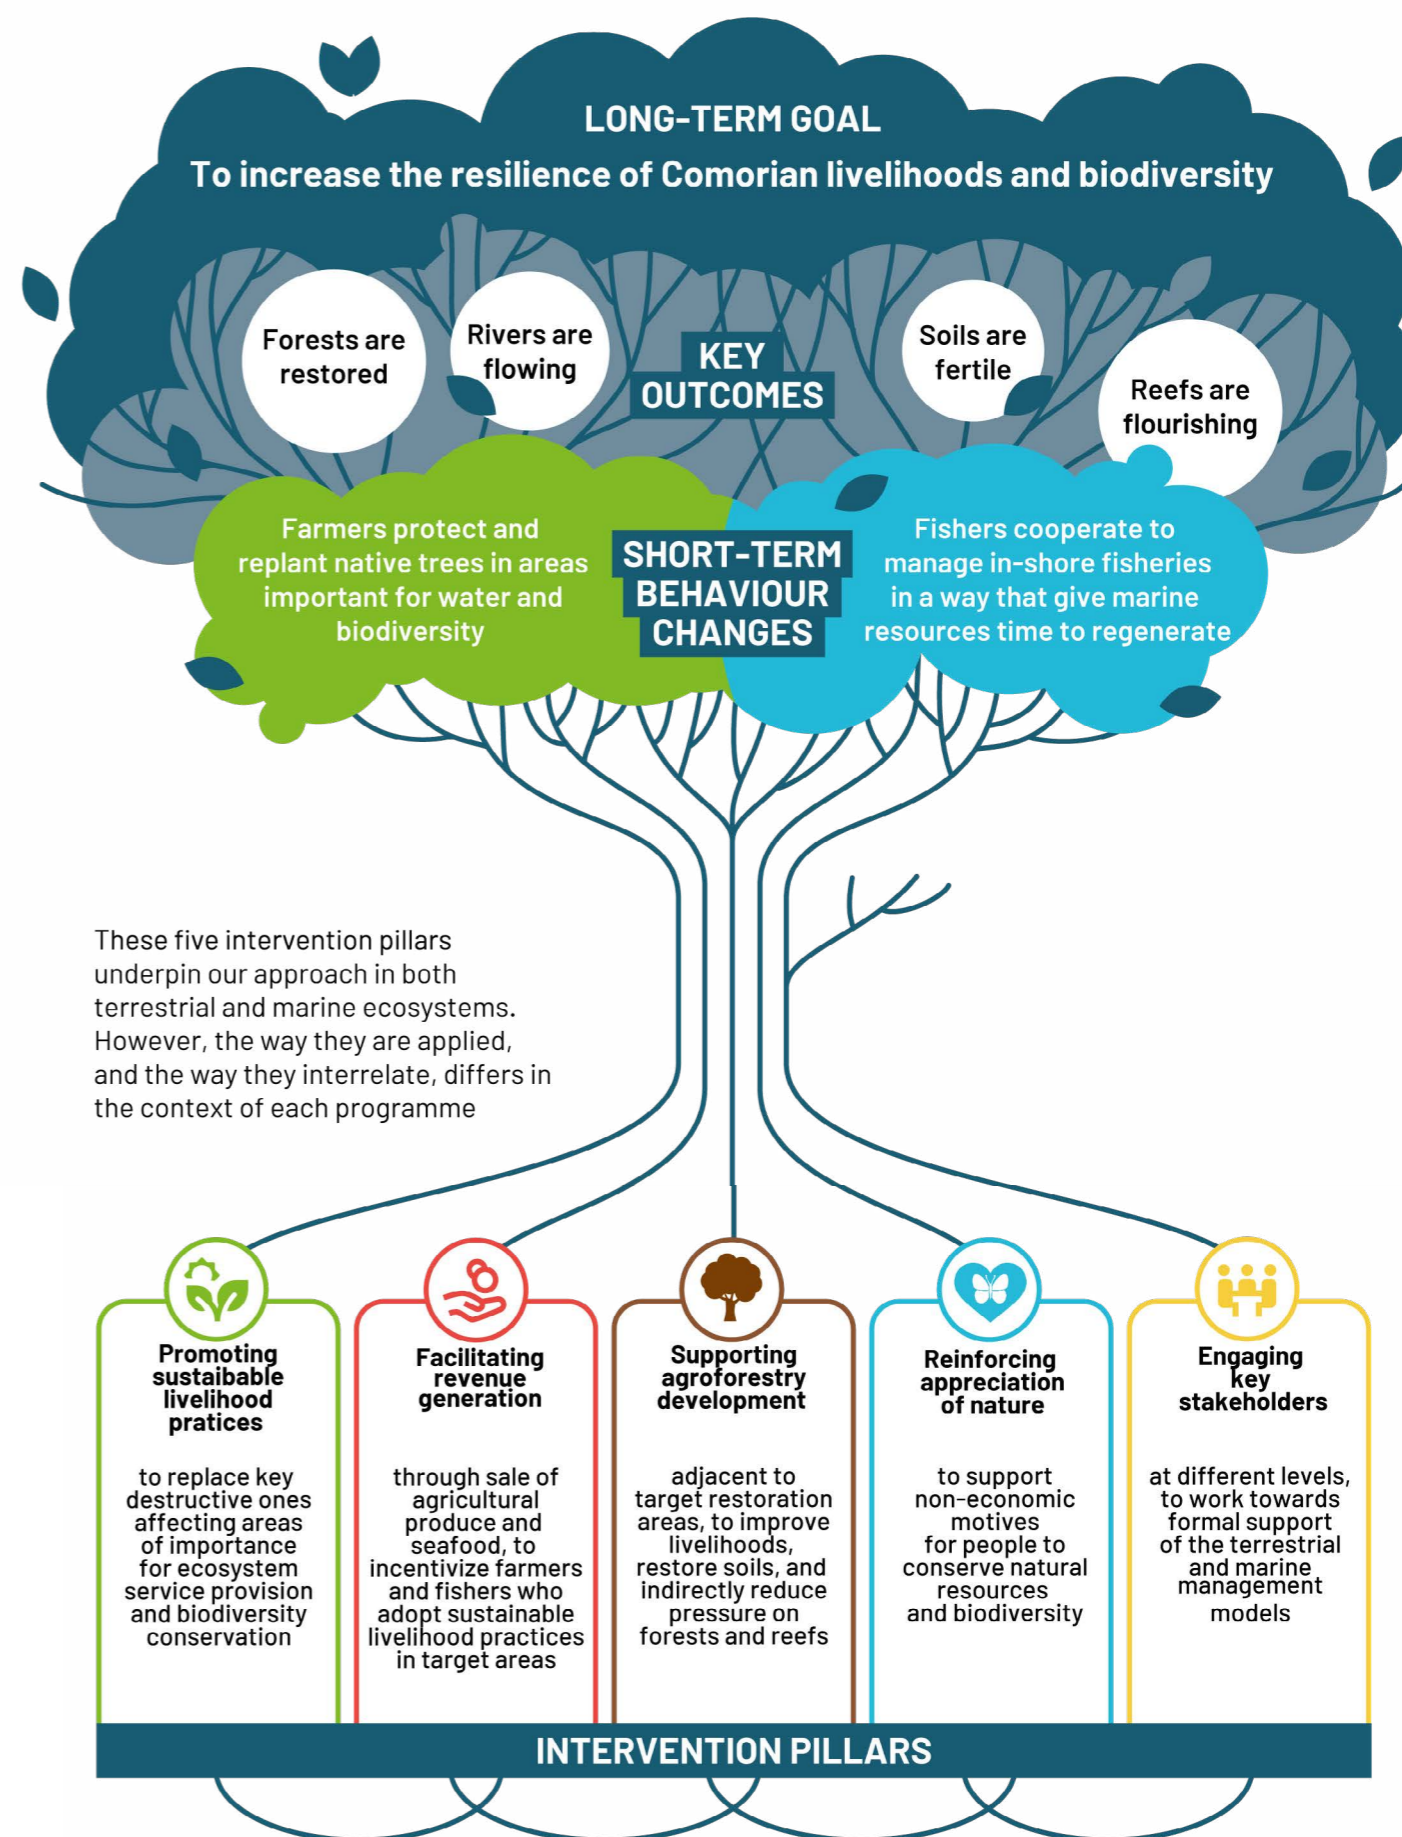 LONG-TERM GOAL
To increase the resilience of Comorian livelihoods and biodiversity
Forests are
restored
Rivers are
flowing
KEY
OUTCOMES
Soils are
fertile
Reefs are
flourishing
Farmers protect and
replant native trees in areas
important for water and
biodiversity
SHORT-TERM
BEHAVIOUR
CHANGES
Fishers cooperate to
manage in-shore fisheries
in a way that give marine
resources time to regenerate
These five intervention pillars
underpin our approach in both
terrestrial and marine ecosystems.
However, the way they are applied,
and the way they interrelate, differs in
the context of each programme
Promoting
sustaibable
livelihood
pratices
to replace key
destructive ones
affecting areas
of importance
for ecosystem
service provision
and biodiversity
conservation
Facilitating
revenue
generation
through sale of
agricultural
produce and
seafood, to
incentivize farmers
and fishers who
adopt sustainable
livelihood practices
in target areas
Supporting
agroforestry
development
adjacent to
target restoration
areas, to improve
livelihoods,
restore soils, and
indirectly reduce
pressure on
forests and reefs
Reinforcing
appreciation
of nature
to support
non-economic
motives
for people to
conserve natural
resources
and biodiversity
Engaging
key
stakeholders
at different levels,
to work towards
formal support
of the terrestrial
and marine
management
models
INTERVENTION PILLARS